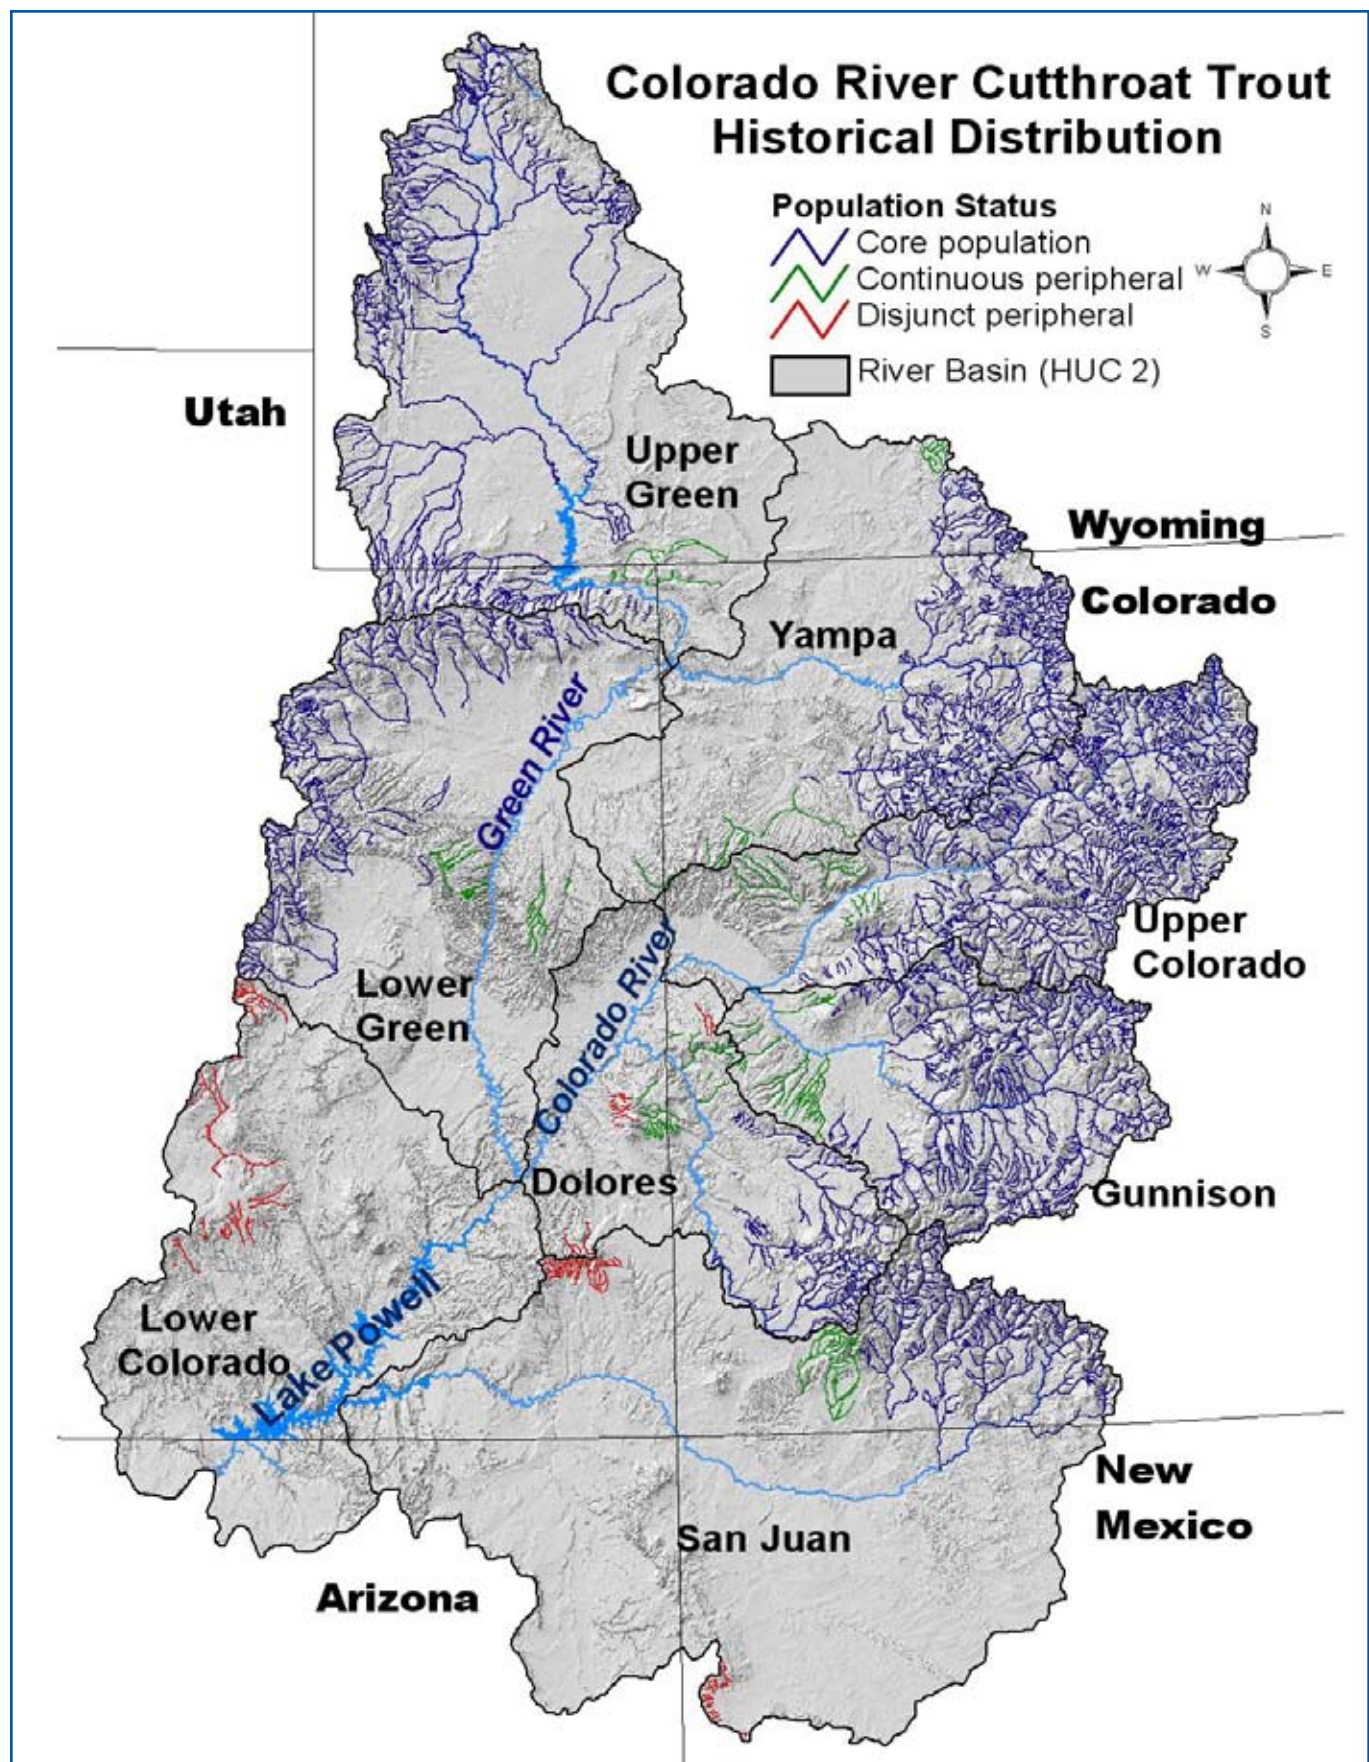 Colorado River Cutthroat Trout
Historical Distribution
Population Status
Core population
Continuous peripheral
Disjunct peripheral
River Basin (HUC 2)
N
W
E
S
Utah
Upper
Green
Wyoming
Colorado
Yampa
Green River
Upper
Colorado
Lower
Green
Colorado River
Dolores
Gunnison
Lower
Colorado
Lake Powell
New
Mexico
San Juan
Arizona